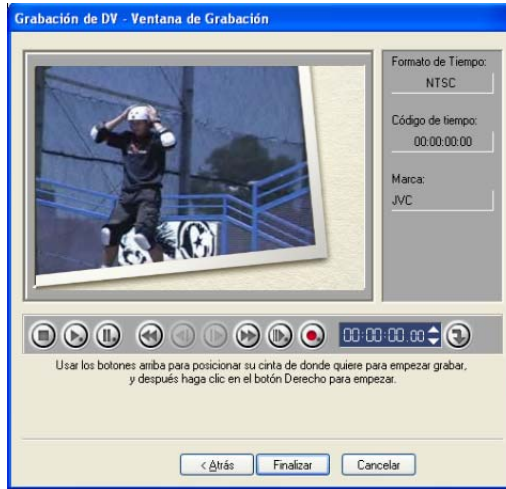 Grabación de DV - Ventana de Grabación
Formato de Tiempo:
NTSC
Código de tiempo:
00:00:00:00
Marca:
JVC
00:00:00.00
Usar los botones arriba para posicionar su cinta de donde quiere para empezar grabar,
y después haga clic en el botón Derecho para empezar.
< Atrás
Finalizar
Cancelar